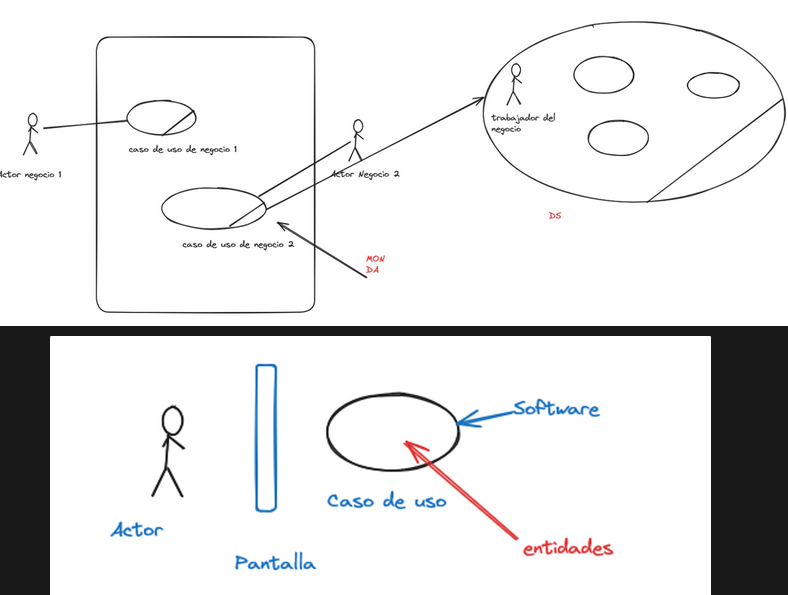 trabajador del
negocio
caso de uso de negocio 1
Actor negocio 1
Actor Negocio 2
DS
caso de uso de negocio 2
MON
DA
Software
Caso de uso
Actor
entidades
Pantalla